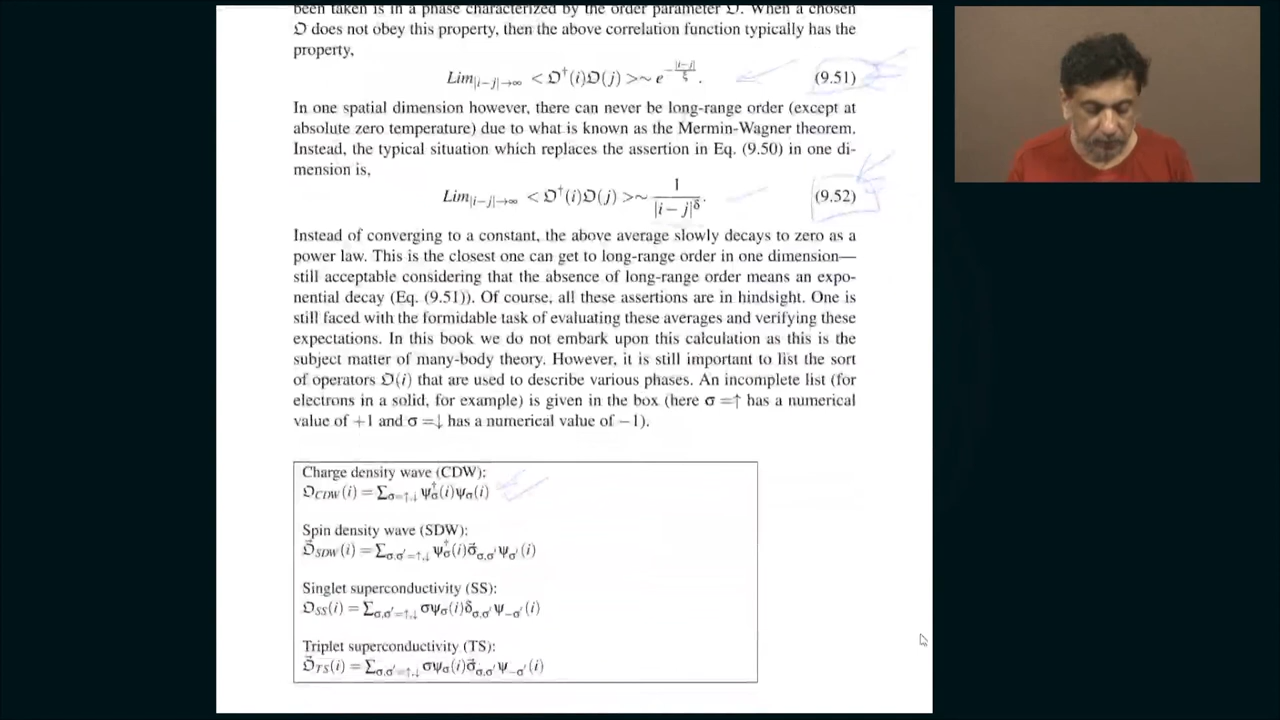 been taken is in a phase characterized by the order parameter 𝔒. When a chosen
𝔒 does not obey this property, then the above correlation function typically has the
property,
Lim|i−j|→∞ < 𝔒†(i)𝔒(j) >∼ e^{−|i−j|/ξ}. (9.51)
In one spatial dimension however, there can never be long-range order (except at
absolute zero temperature) due to what is known as the Mermin-Wagner theorem.
Instead, the typical situation which replaces the assertion in Eq. (9.50) in one di-
mension is,
Lim|i−j|→∞ < 𝔒†(i)𝔒(j) >∼ 1/|i−j|^δ. (9.52)
Instead of converging to a constant, the above average slowly decays to zero as a
power law. This is the closest one can get to long-range order in one dimension—
still acceptable considering that the absence of long-range order means an expo-
nential decay (Eq. (9.51)). Of course, all these assertions are in hindsight. One is
still faced with the formidable task of evaluating these averages and verifying these
expectations. In this book we do not embark upon this calculation as this is the
subject matter of many-body theory. However, it is still important to list the sort
of operators 𝔒(i) that are used to describe various phases. An incomplete list (for
electrons in a solid, for example) is given in the box (here σ =↑ has a numerical
value of +1 and σ =↓ has a numerical value of −1).
Charge density wave (CDW):
𝔒_CDW(i) = Σ_{σ=↑,↓} ψ†_σ(i)ψ_σ(i)
Spin density wave (SDW):
𝔒⃗_SDW(i) = Σ_{σ,σ'=↑,↓} ψ†_σ(i)σ⃗_{σ,σ'}ψ_σ'(i)
Singlet superconductivity (SS):
𝔒_SS(i) = Σ_{σ,σ'=↑,↓} σψ_σ(i)δ_{σ,σ'}ψ_{−σ'}(i)
Triplet superconductivity (TS):
𝔒⃗_TS(i) = Σ_{σ,σ'=↑,↓} σψ_σ(i)σ⃗_{σ,σ'}ψ_{−σ'}(i)